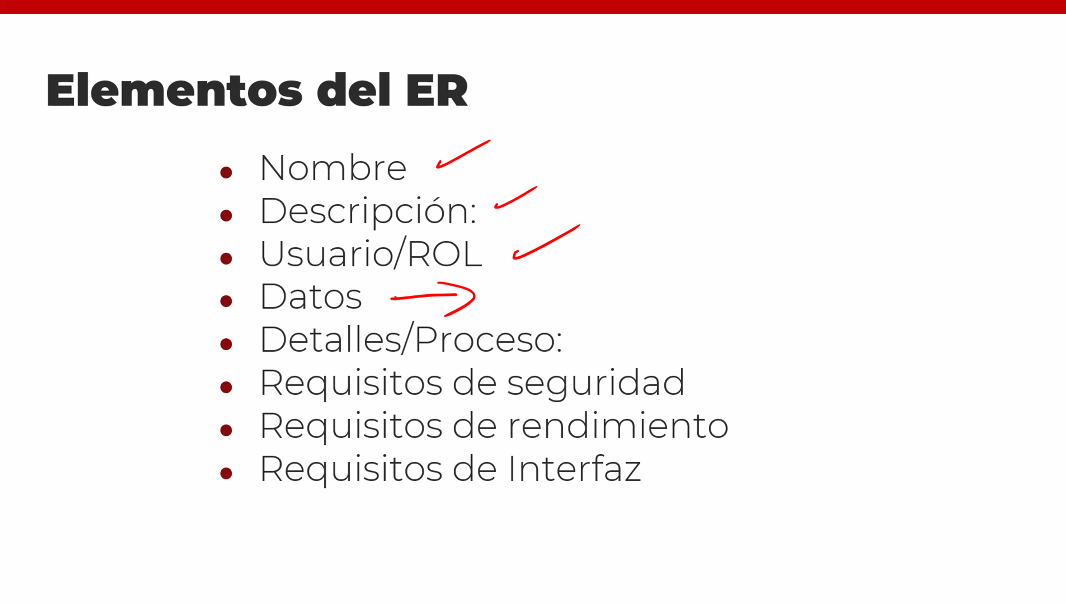 Elementos del ER
Nombre
Descripción:
Usuario/ROL
Datos
Detalles/Proceso:
Requisitos de seguridad
Requisitos de rendimiento
Requisitos de Interfaz